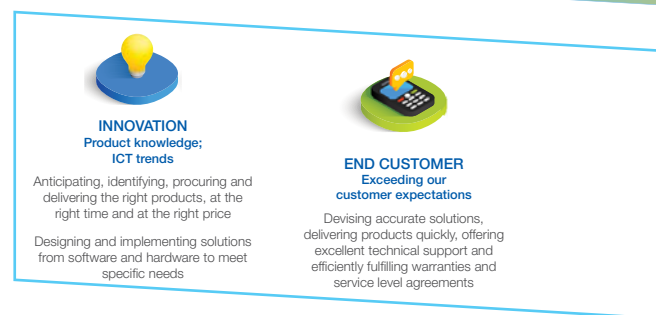 INNOVATION
Product knowledge;
ICT trends
Anticipating, identifying, procuring and
delivering the right products, at the
right time and at the right price
Designing and implementing solutions
from software and hardware to meet
specific needs
END CUSTOMER
Exceeding our
customer expectations
Devising accurate solutions,
delivering products quickly, offering
excellent technical support and
efficiently fulfilling warranties and
service level agreements